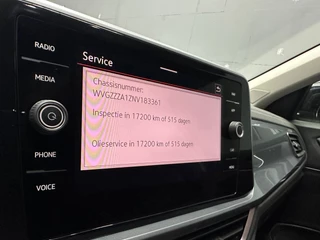 RADIO
MEDIA
PHONE
VOICE
Service
Chassisnummer:
WVGZZZA1ZNV183361
Inspectie in 17200 km of 515 dagen
Olieservice in 17200 km of 515 dagen